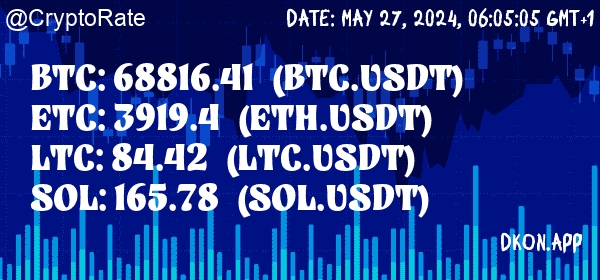 @CryptoRate
DATE: MAY 27, 2024, 06:05:05 GMT+1
BTC: 68816.41 (BTC.USDT)
ETC: 3919.4 (ETH.USDT)
LTC: 84.42 (LTC.USDT)
SOL: 165.78 (SOL.USDT)
DKON.APP